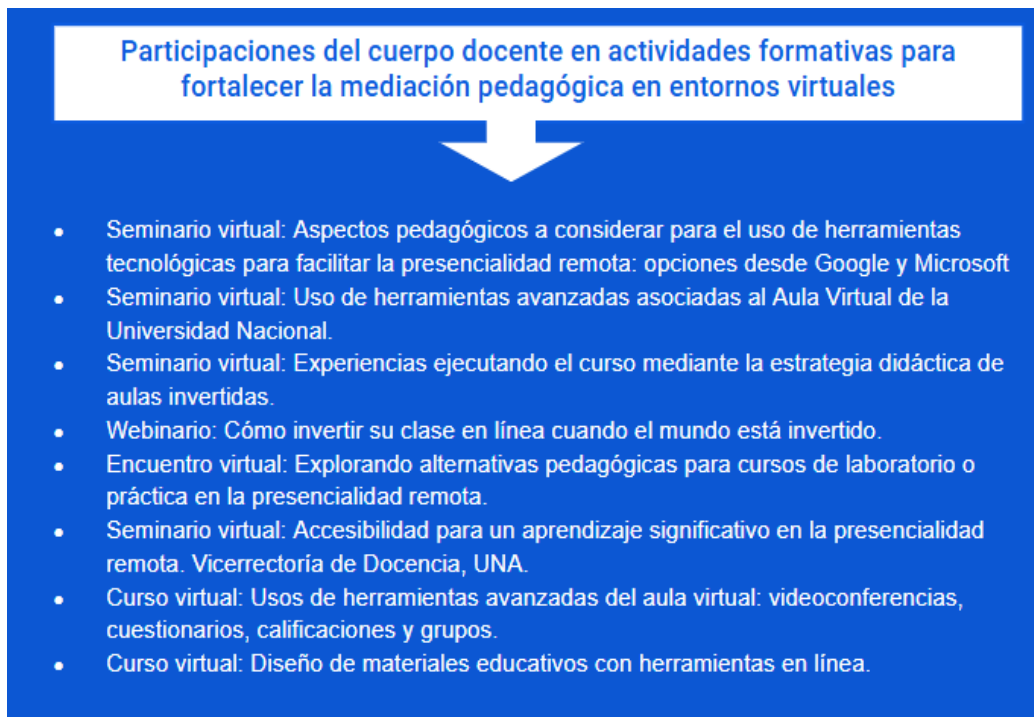 Participaciones del cuerpo docente en actividades formativas para
fortalecer la mediación pedagógica en entornos virtuales
• Seminario virtual: Aspectos pedagógicos a considerar para el uso de herramientas
tecnológicas para facilitar la presencialidad remota: opciones desde Google y Microsoft
• Seminario virtual: Uso de herramientas avanzadas asociadas al Aula Virtual de la
Universidad Nacional.
• Seminario virtual: Experiencias ejecutando el curso mediante la estrategia didáctica de
aulas invertidas.
• Webinario: Cómo invertir su clase en línea cuando el mundo está invertido.
• Encuentro virtual: Explorando alternativas pedagógicas para cursos de laboratorio o
práctica en la presencialidad remota.
• Seminario virtual: Accesibilidad para un aprendizaje significativo en la presencialidad
remota. Vicerrectoría de Docencia, UNA.
• Curso virtual: Usos de herramientas avanzadas del aula virtual: videoconferencias,
cuestionarios, calificaciones y grupos.
• Curso virtual: Diseño de materiales educativos con herramientas en línea.